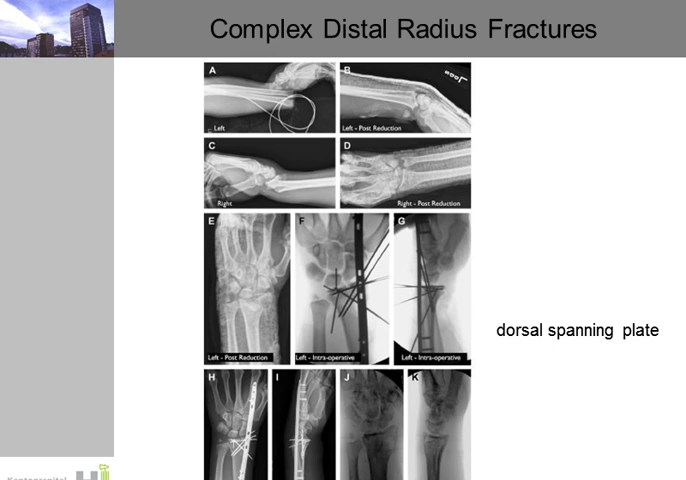 Complex Distal Radius Fractures
A
B
Left
Left - Post Reduction
C
D
Right
Right - Post Reduction
E
F
G
Left - Post Reduction
Left - Intra-operative
Left - Intra-operative
dorsal spanning plate
H
I
J
K